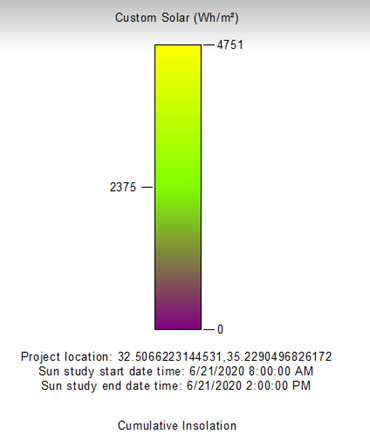 Custom Solar (Wh/m²)
4751
2375
0
Project location: 32.5066223144531,35.2290496826172
Sun study start date time: 6/21/2020 8:00:00 AM
Sun study end date time: 6/21/2020 2:00:00 PM
Cumulative Insolation